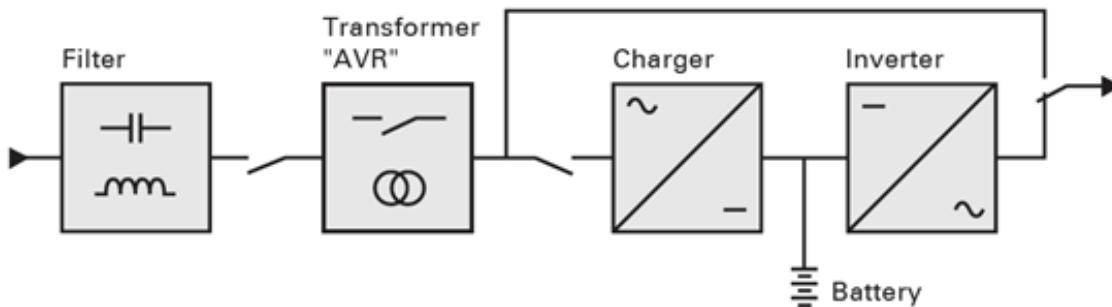 Transformer
"AVR"
Filter
Charger
Inverter
Battery